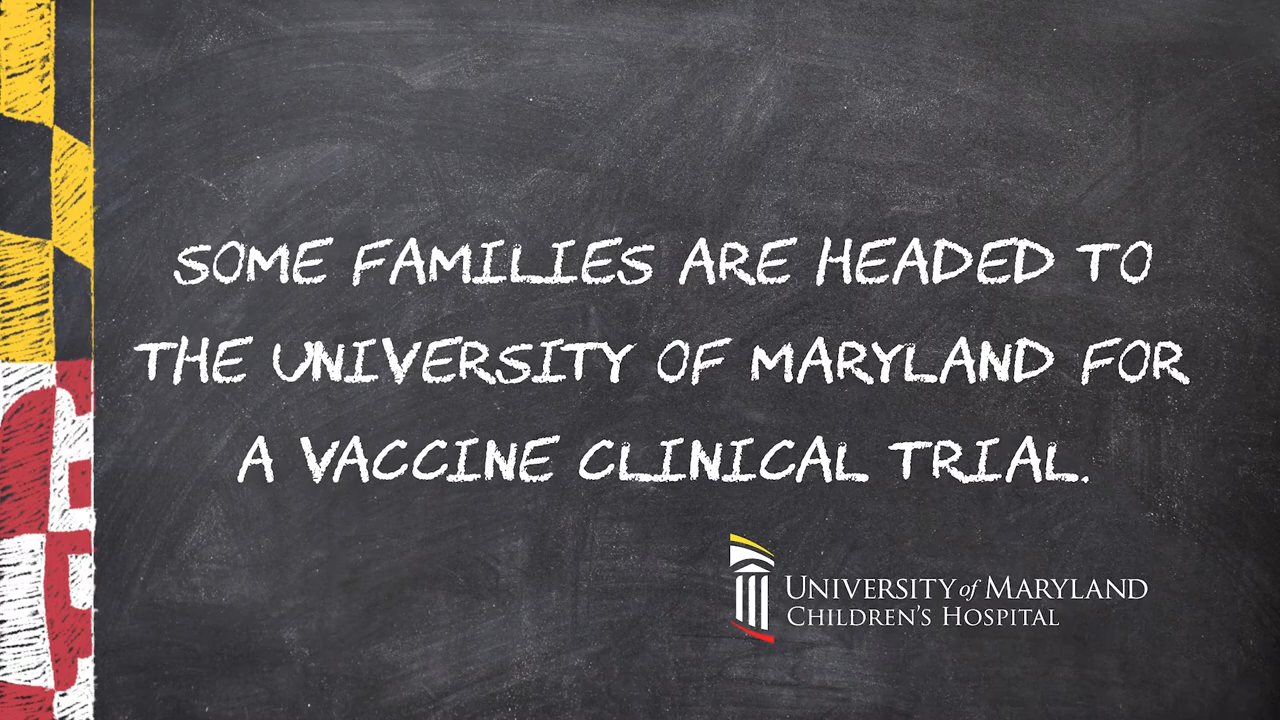 SOME FAMILIES ARE HEADED TO
THE UNIVERSITY OF MARYLAND FOR
A VACCINE CLINICAL TRIAL.
UNIVERSITY of MARYLAND
CHILDREN'S HOSPITAL